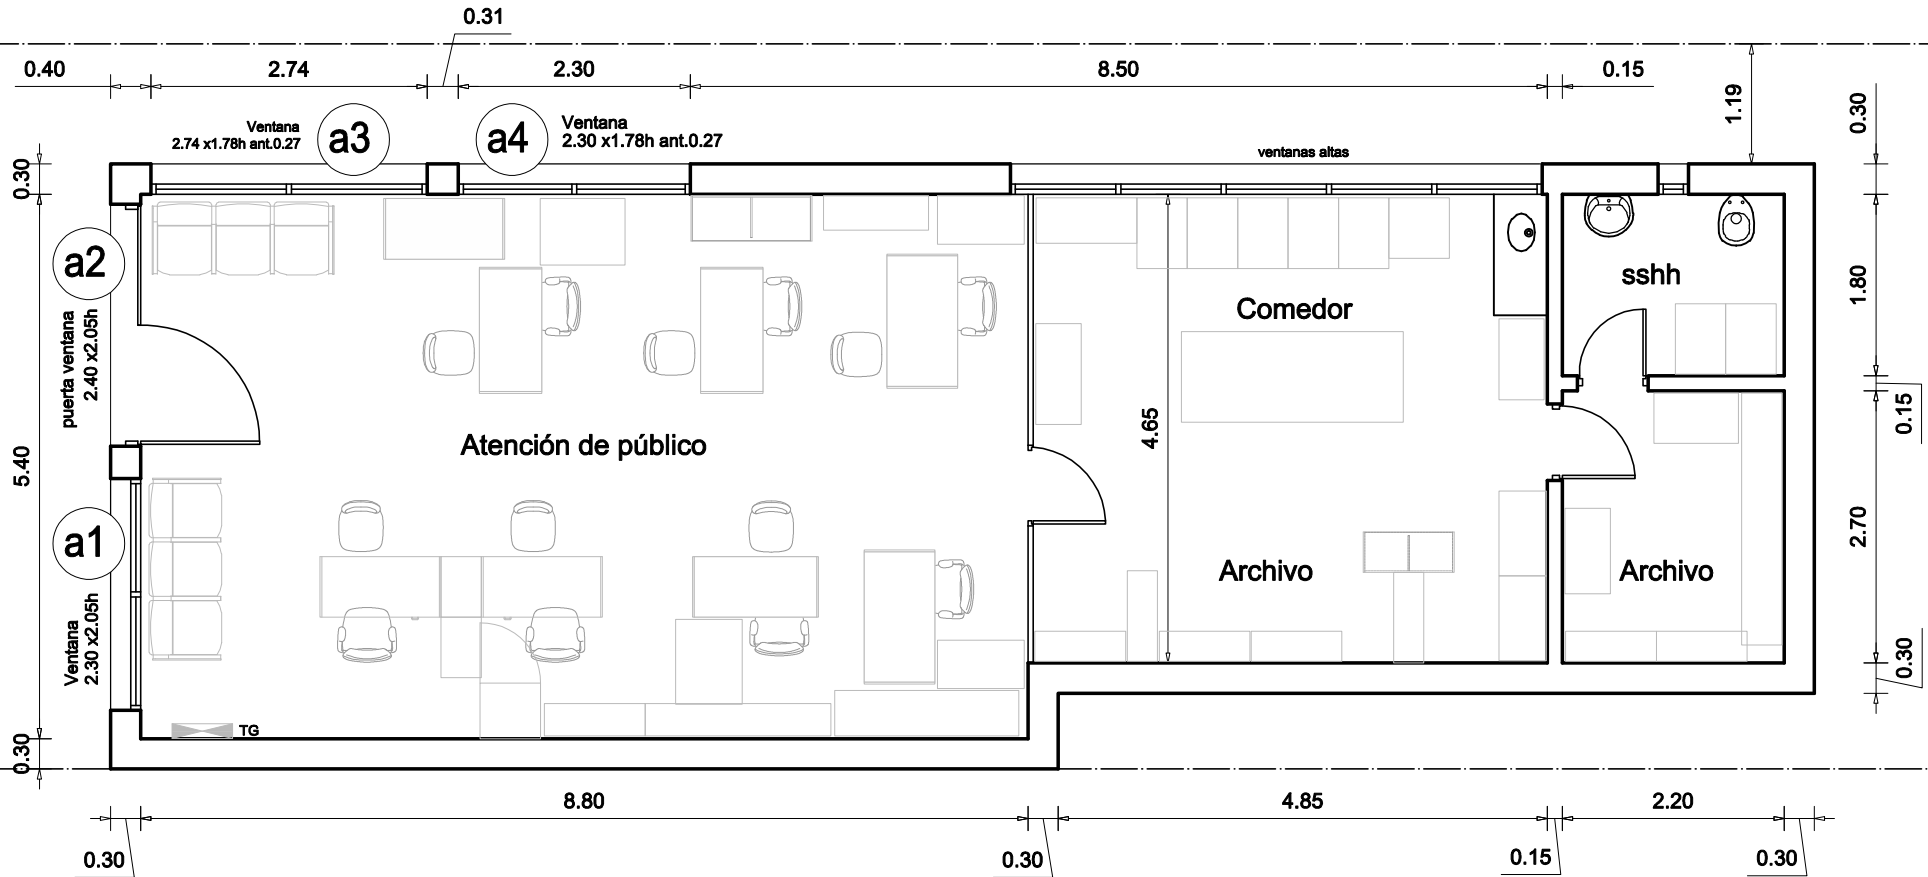 0.31
0.40
2.74
2.30
8.50
0.15
1.19
0.30
Ventana
2.74 x1.78h ant.0.27
a3
a4
Ventana
2.30 x1.78h ant.0.27
ventanas altas
0.30
a2
puerta ventana
2.40 x2.05h
sshh
Comedor
1.80
0.15
4.65
Atención de público
5.40
a1
Ventana
2.30 x2.05h
Archivo
Archivo
2.70
0.30
TG
0.30
8.80
4.85
2.20
0.30
0.30
0.15
0.30